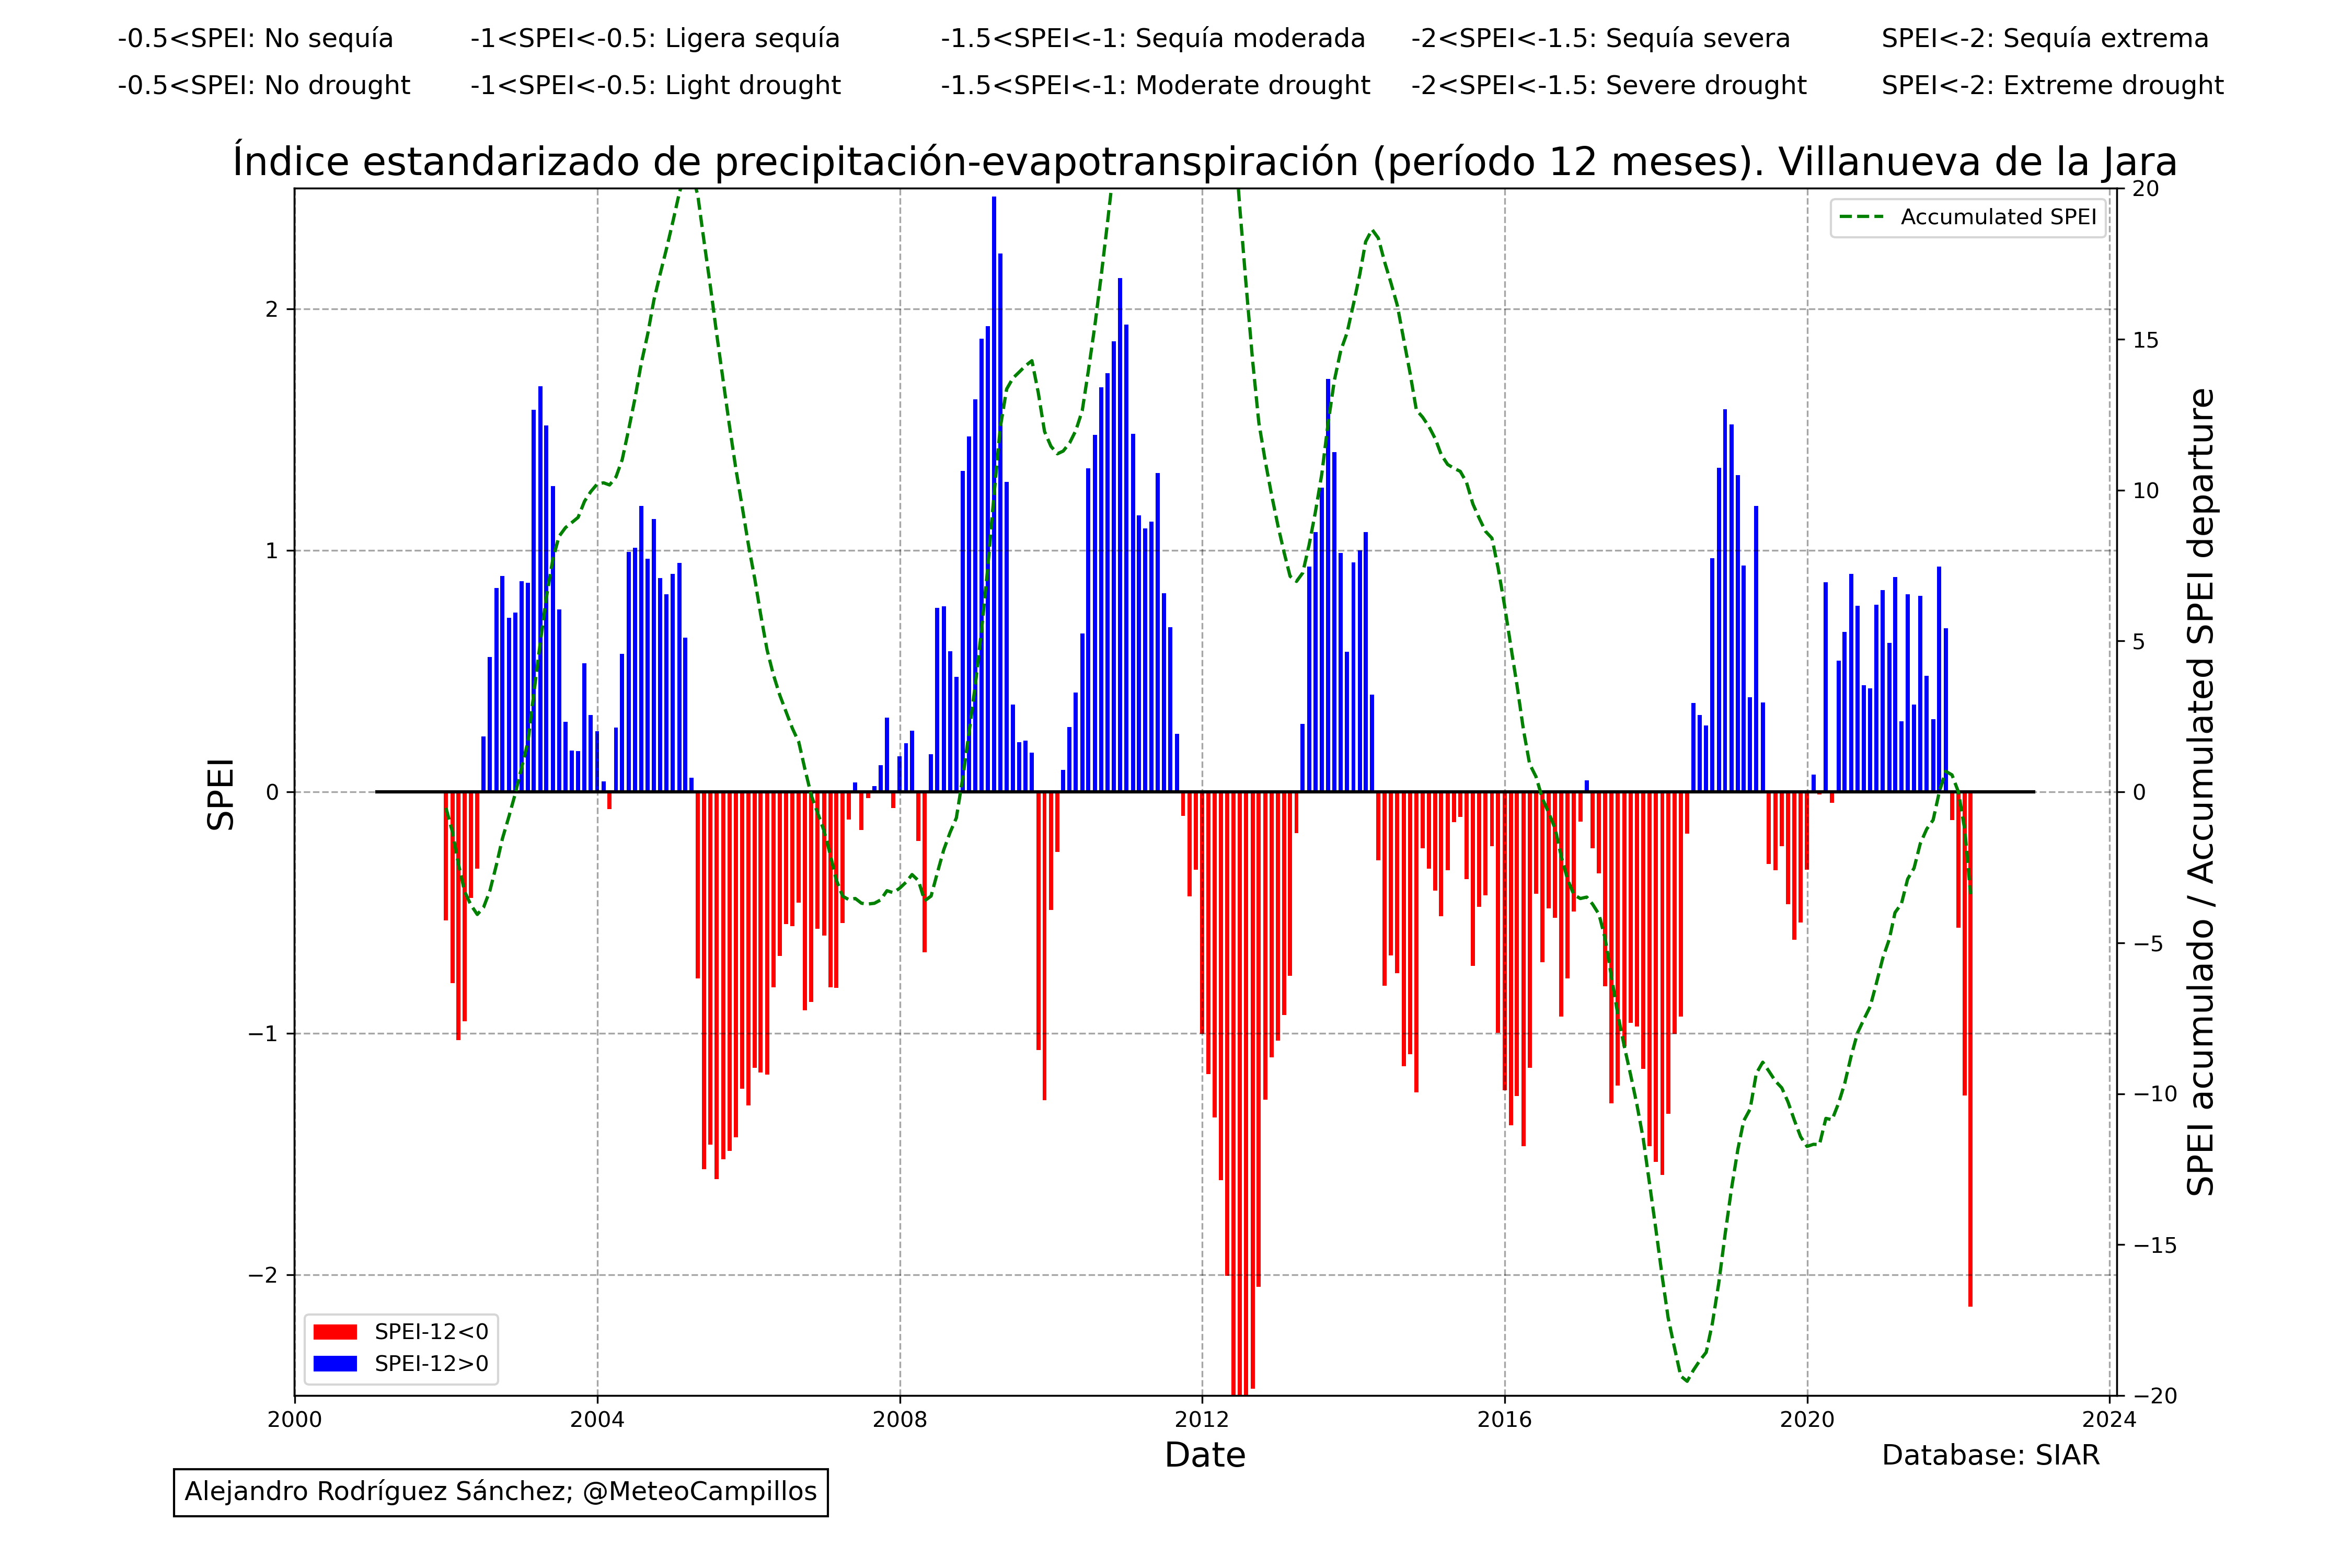 -0.5<SPEI: No sequía -1<SPEI<-0.5: Ligera sequía -1.5<SPEI<-1: Sequía moderada -2<SPEI<-1.5: Sequía severa SPEI<-2: Sequía extrema
-0.5<SPEI: No drought -1<SPEI<-0.5: Light drought -1.5<SPEI<-1: Moderate drought -2<SPEI<-1.5: Severe drought SPEI<-2: Extreme drought
Índice estandarizado de precipitación-evapotranspiración (período 12 meses). Villanueva de la Jara
SPEI
2
1
0
−1
−2
Accumulated SPEI
20
15
10
5
0
−5
−10
−15
−20
SPEI acumulado / Accumulated SPEI departure
SPEI-12<0
SPEI-12>0
2000 2004 2008 2012 2016 2020 2024
Date
Database: SIAR
Alejandro Rodríguez Sánchez; @MeteoCampillos